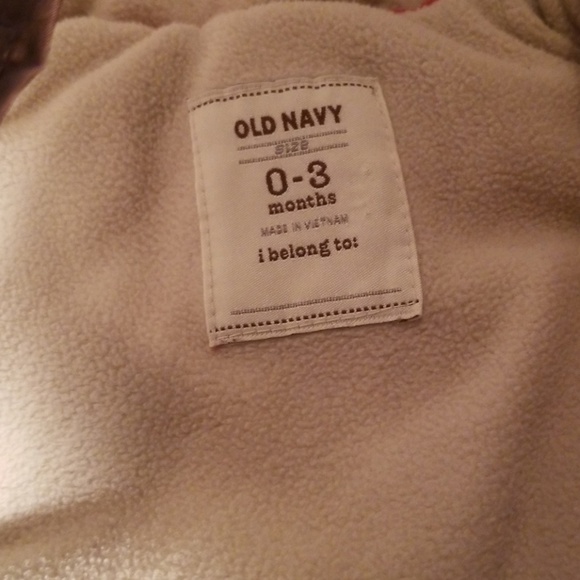 OLD NAVY
SIZE
0-3
months
MADE IN VIETNAM
i belong to: